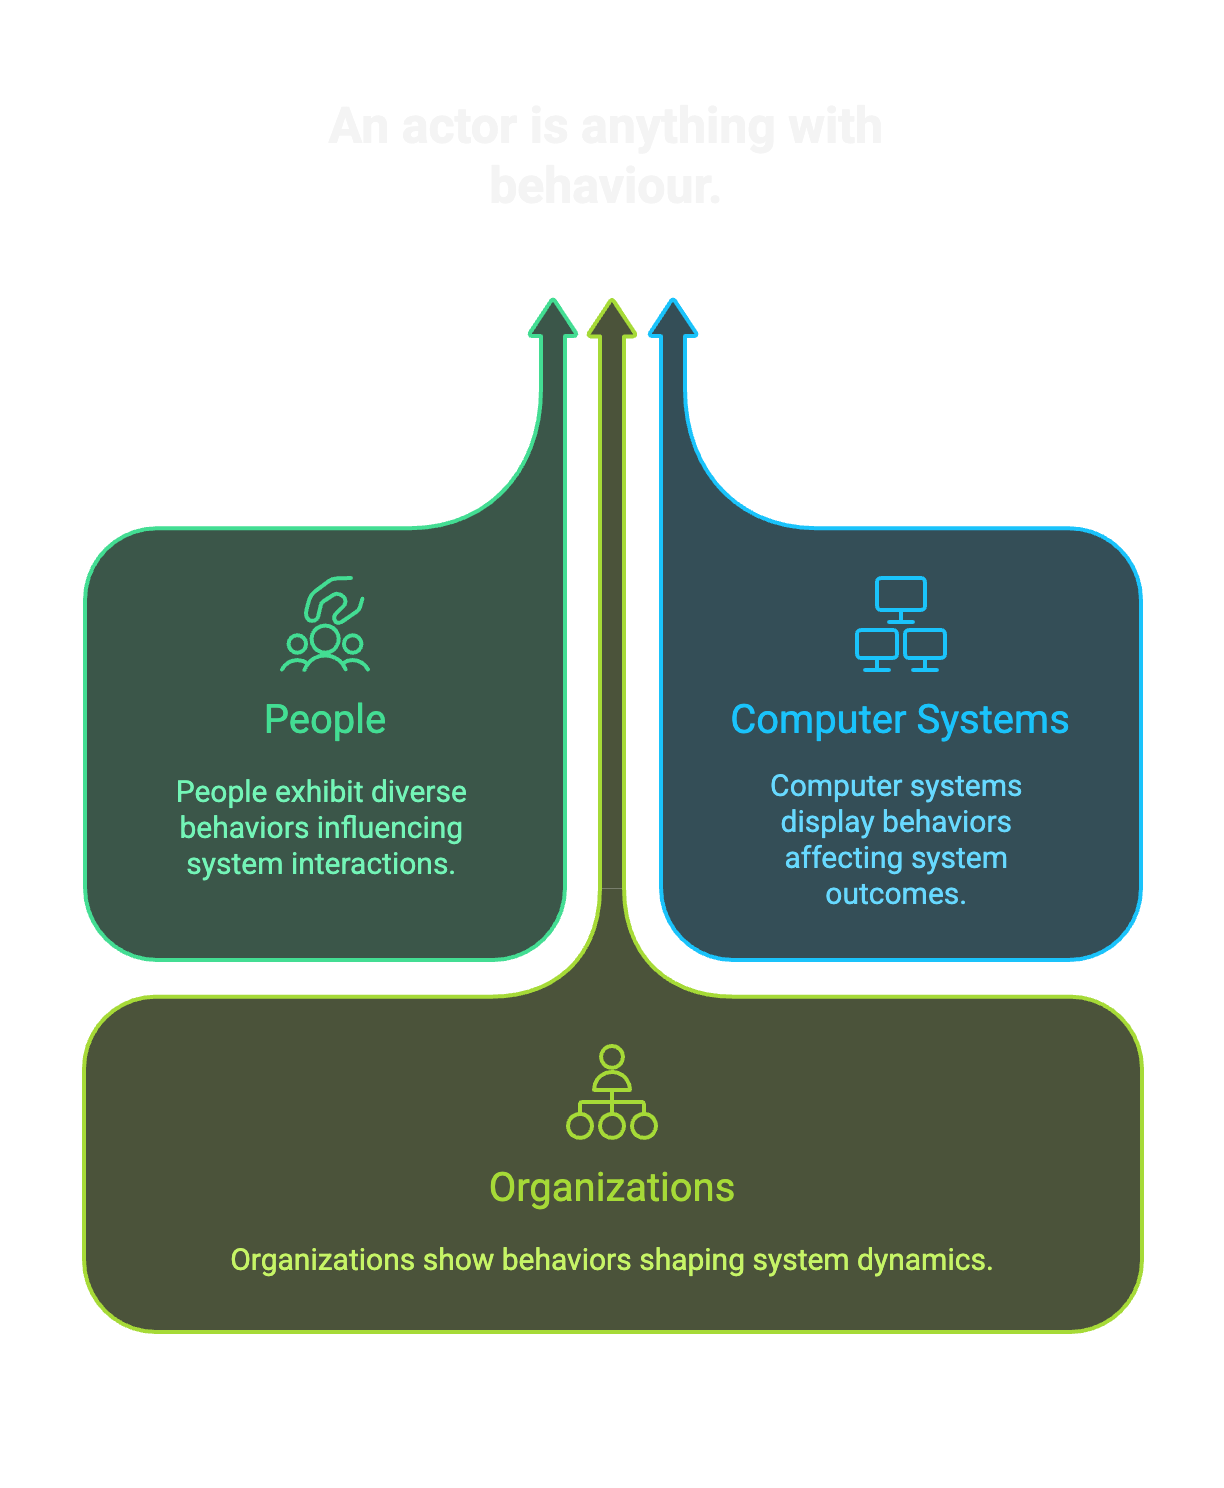 An actor is anything with
behaviour.
People
People exhibit diverse
behaviors influencing
system interactions.
Computer Systems
Computer systems
display behaviors
affecting system
outcomes.
Organizations
Organizations show behaviors shaping system dynamics.